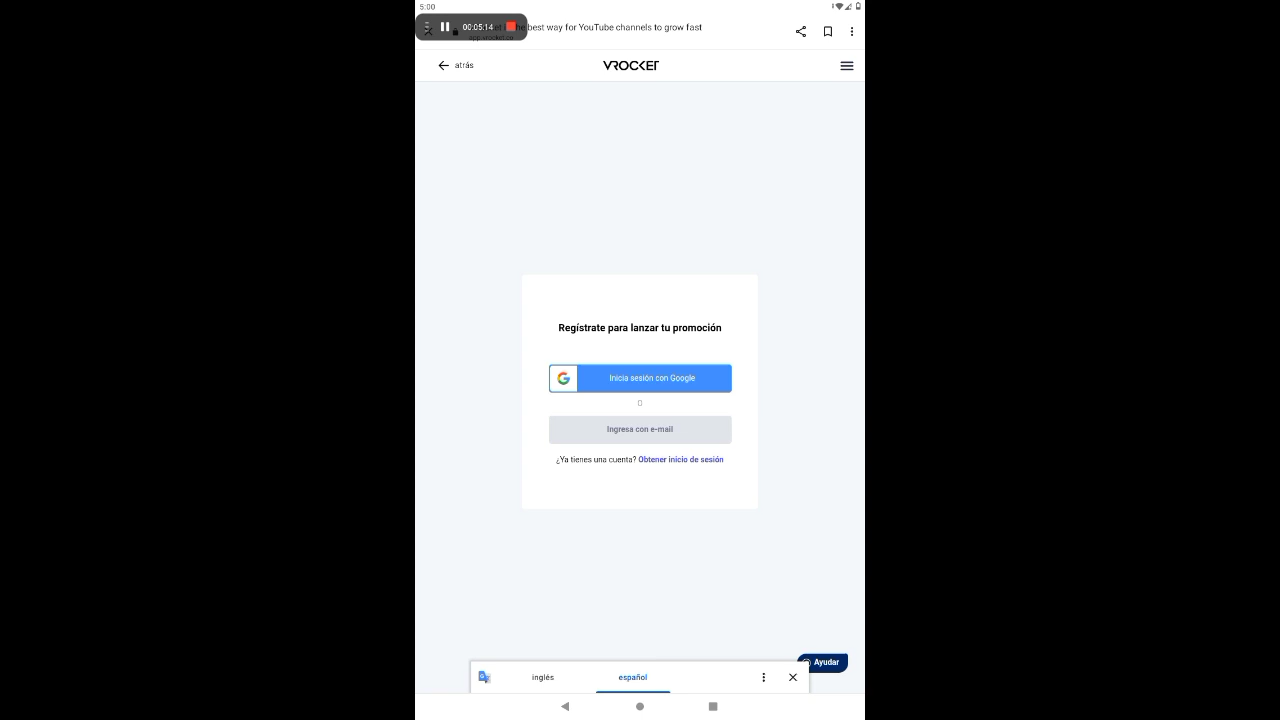 5:00
00:05:14
best way for YouTube channels to grow fast
atrás
VROCKET
Regístrate para lanzar tu promoción
Inicia sesión con Google
O
Ingresa con e-mail
¿Ya tienes una cuenta? Obtener inicio de sesión
Ayudar
inglés
español